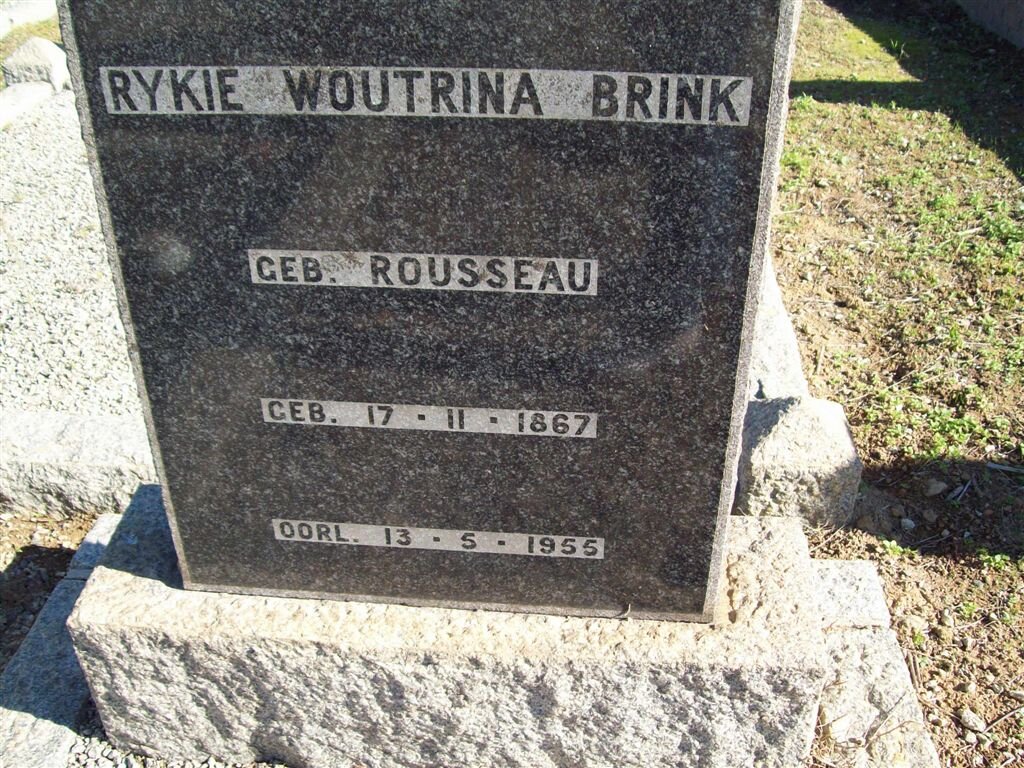 RYKIE WOUTRINA BRINK
GEB. ROUSSEAU
GEB. 17 - 11 - 1867
OORL. 13 - 5 - 1955